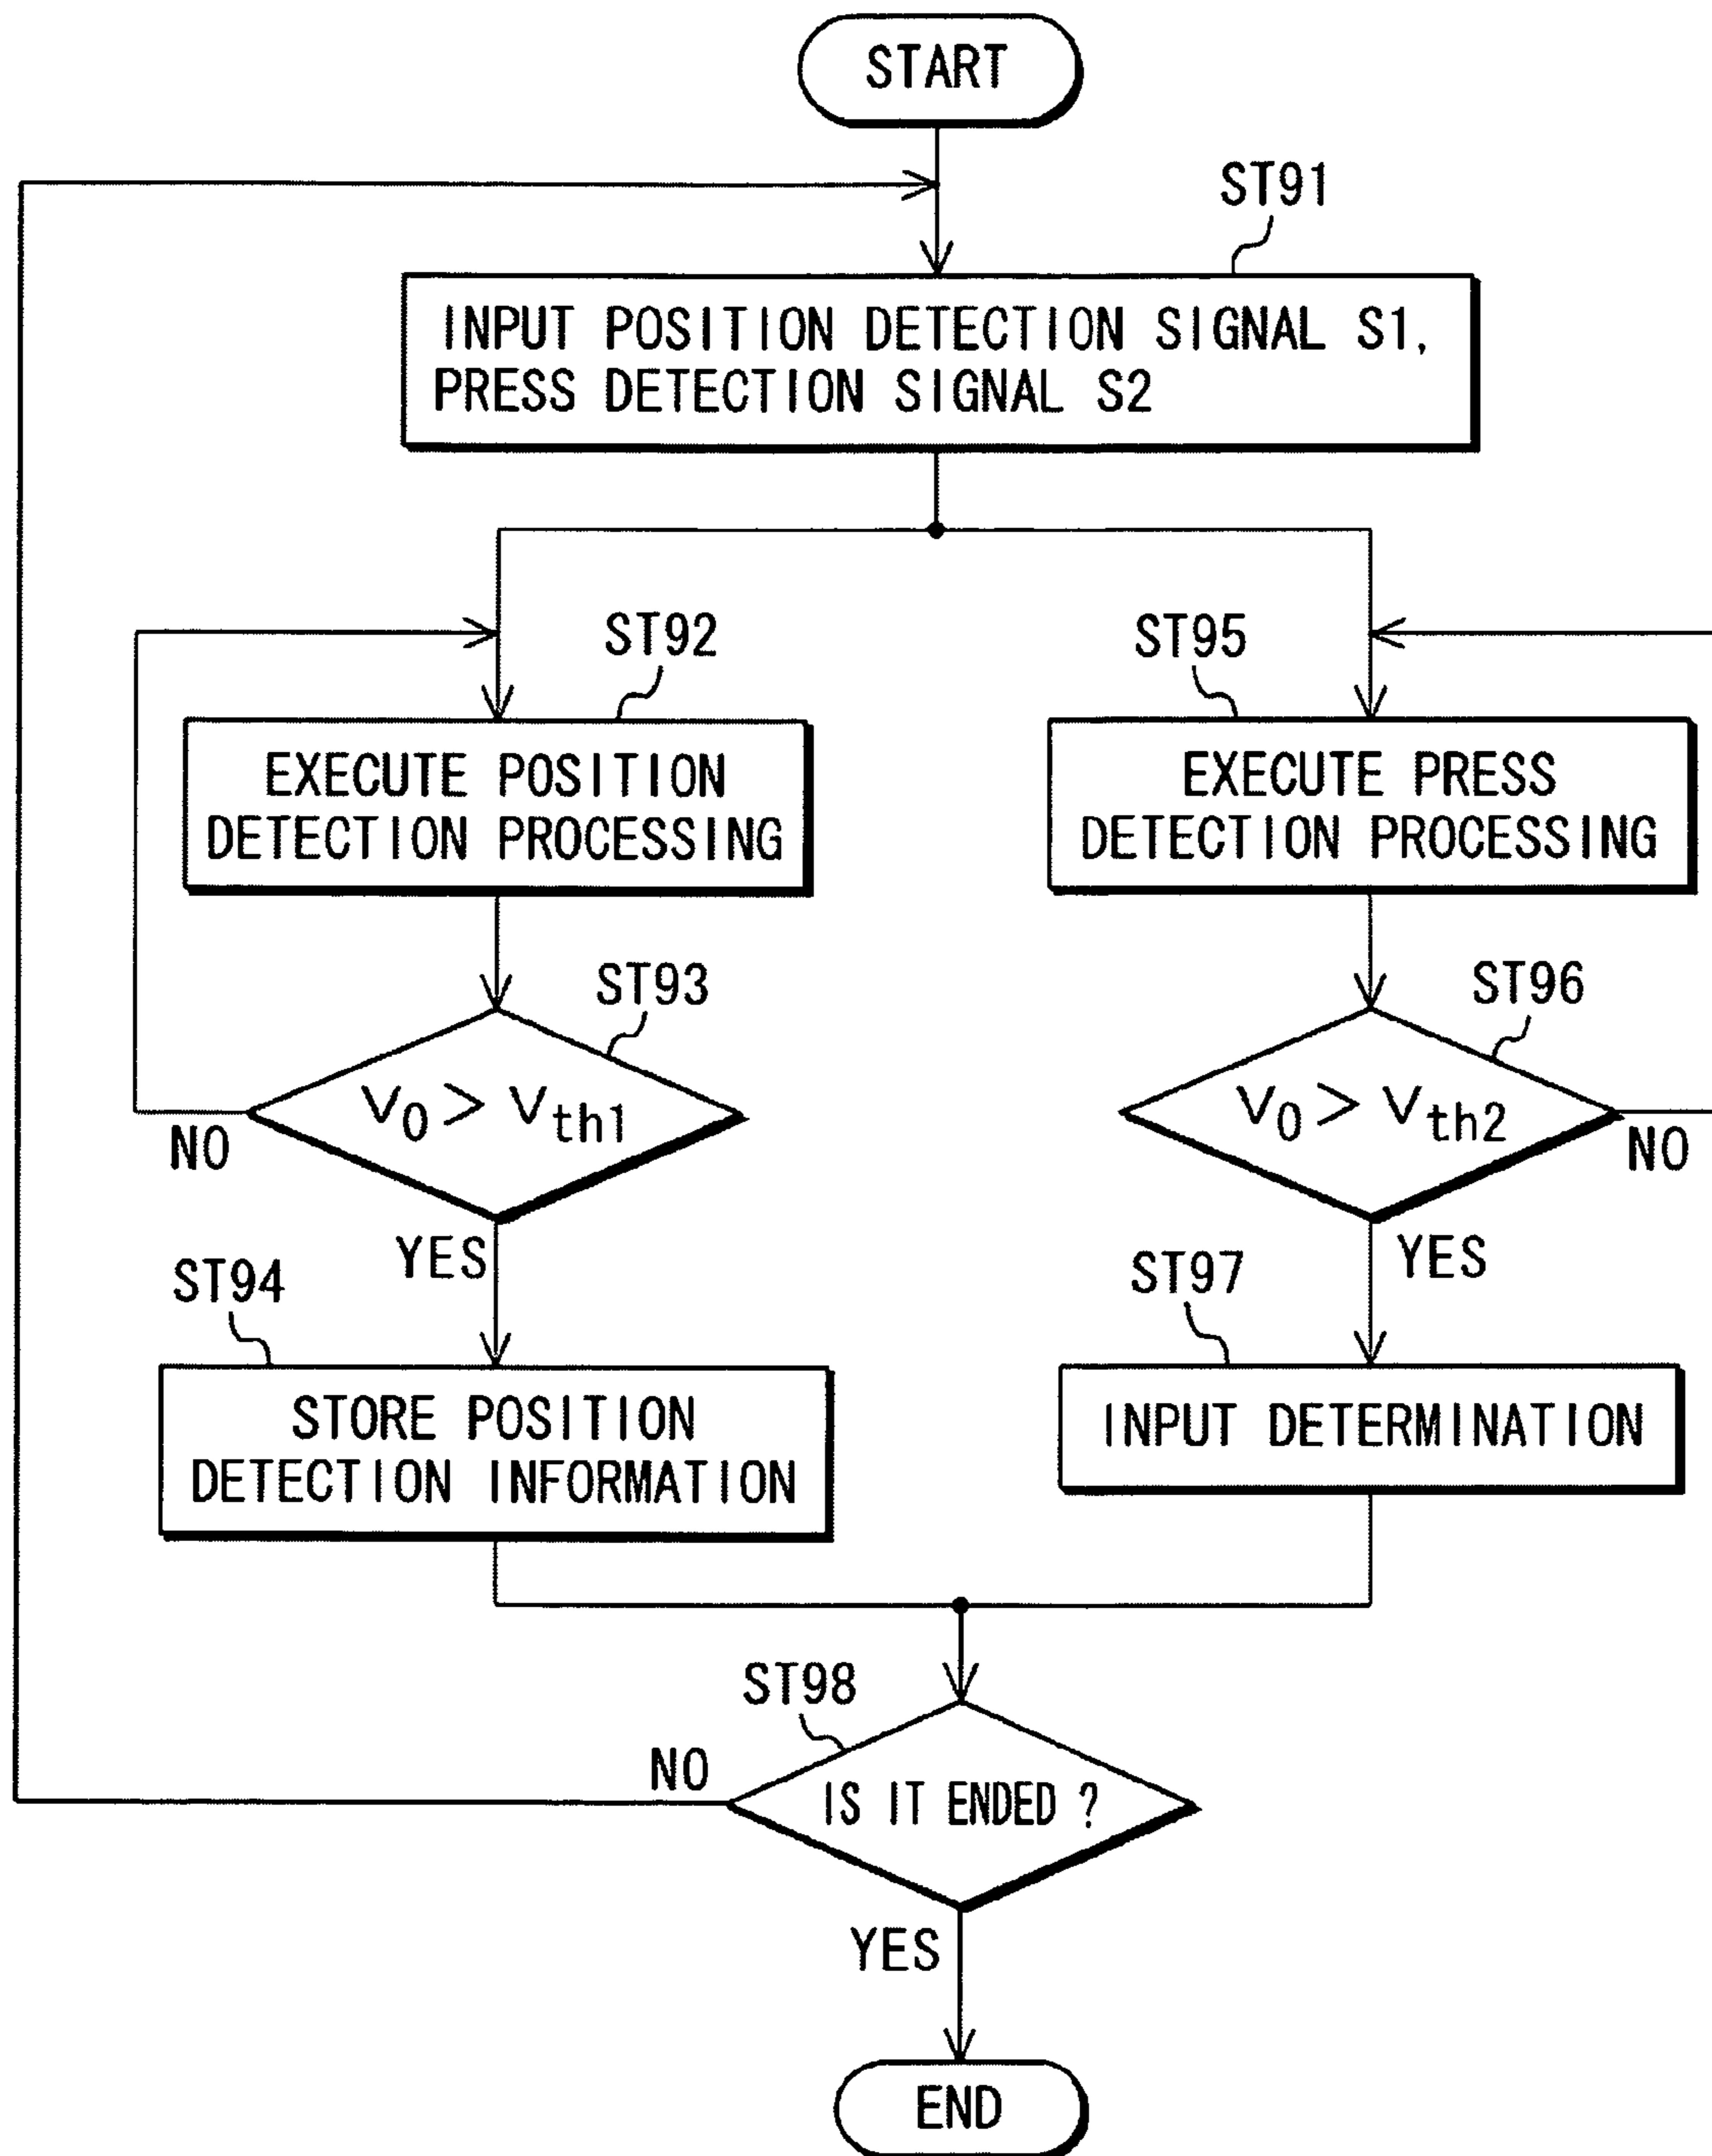 START
ST91
INPUT POSITION DETECTION SIGNAL S1,
PRESS DETECTION SIGNAL S2
ST92
EXECUTE POSITION
DETECTION PROCESSING
ST95
EXECUTE PRESS
DETECTION PROCESSING
ST93
V0 > Vth1
NO
YES
ST96
V0 > Vth2
NO
YES
ST94
STORE POSITION
DETECTION INFORMATION
ST97
INPUT DETERMINATION
ST98
IS IT ENDED ?
NO
YES
END